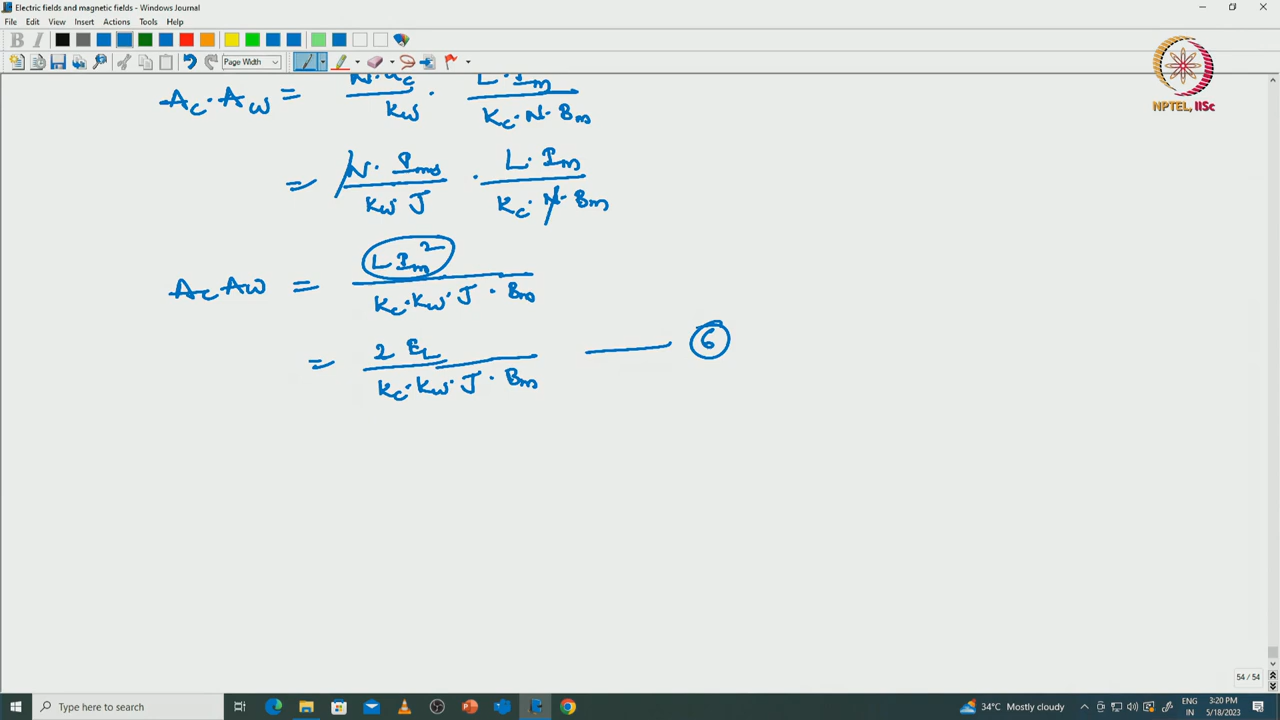 Electric fields and magnetic fields - Windows Journal
File Edit View Insert Actions Tools Help
B I
Page Width
NPTEL, IISc
Ac·Aw = N·ac / Kw · L·Im / Kc·N·Bm
= N·Irms / Kw J · L·Im / Kc·N·Bm
Ac Aw = L Im² / Kc·Kw·J·Bm
= 2 EL / Kc·Kw·J·Bm — 6
54 / 54
Type here to search
34°C Mostly cloudy
ENG
IN
3:20 PM
5/18/2023